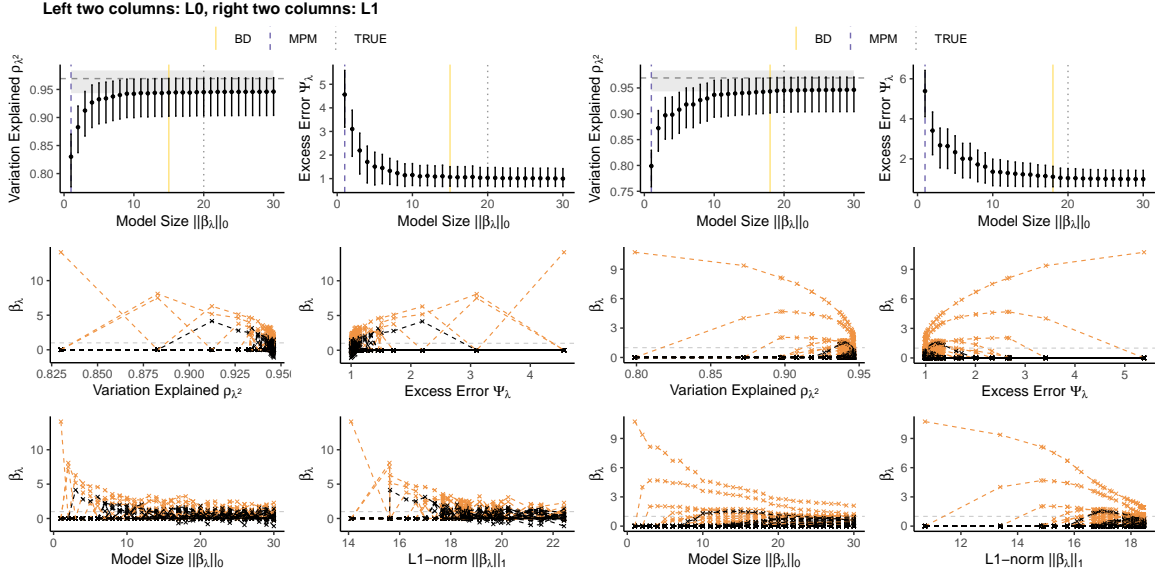 Left two columns: L0, right two columns: L1
BD MPM TRUE
BD MPM TRUE
Variation Explained ρλ²
0.95
0.90
0.85
0.80
0 10 20 30
Model Size ||βλ||0
Excess Error Ψλ
5
4
3
2
1
0 10 20 30
Model Size ||βλ||0
Variation Explained ρλ²
0.95
0.90
0.85
0.80
0.75
0 10 20 30
Model Size ||βλ||0
Excess Error Ψλ
6
4
2
0 10 20 30
Model Size ||βλ||0
βλ
10
5
0
0.825 0.850 0.875 0.900 0.925 0.950
Variation Explained ρλ²
βλ
10
5
0
1 2 3 4
Excess Error Ψλ
βλ
9
6
3
0
0.80 0.85 0.90 0.95
Variation Explained ρλ²
βλ
9
6
3
0
1 2 3 4 5
Excess Error Ψλ
βλ
10
5
0
0 10 20 30
Model Size ||βλ||0
βλ
10
5
0
14 16 18 20 22
L1−norm ||βλ||1
βλ
9
6
3
0
0 10 20 30
Model Size ||βλ||0
βλ
9
6
3
0
12 14 16 18
L1−norm ||βλ||1